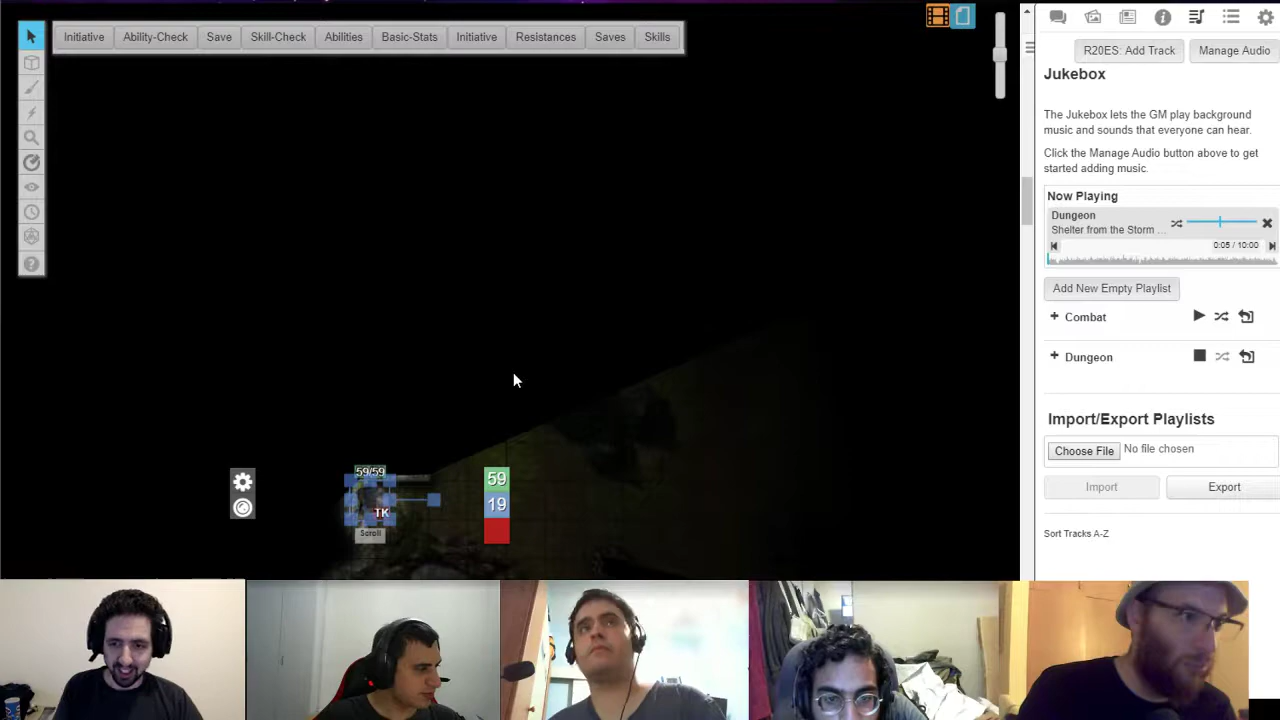 Initiative Ability-Check Save Skill-Check Abilities Basic-Stats Initiative Resistances Saves Skills
59/59
TK
Scroll
59
19
R20ES: Add Track Manage Audio
Jukebox
The Jukebox lets the GM play background
music and sounds that everyone can hear.
Click the Manage Audio button above to get
started adding music.
Now Playing
Dungeon
Shelter from the Storm ...
0:05 / 10:00
Add New Empty Playlist
Combat
Dungeon
Import/Export Playlists
Choose File No file chosen
Import Export
Sort Tracks A-Z